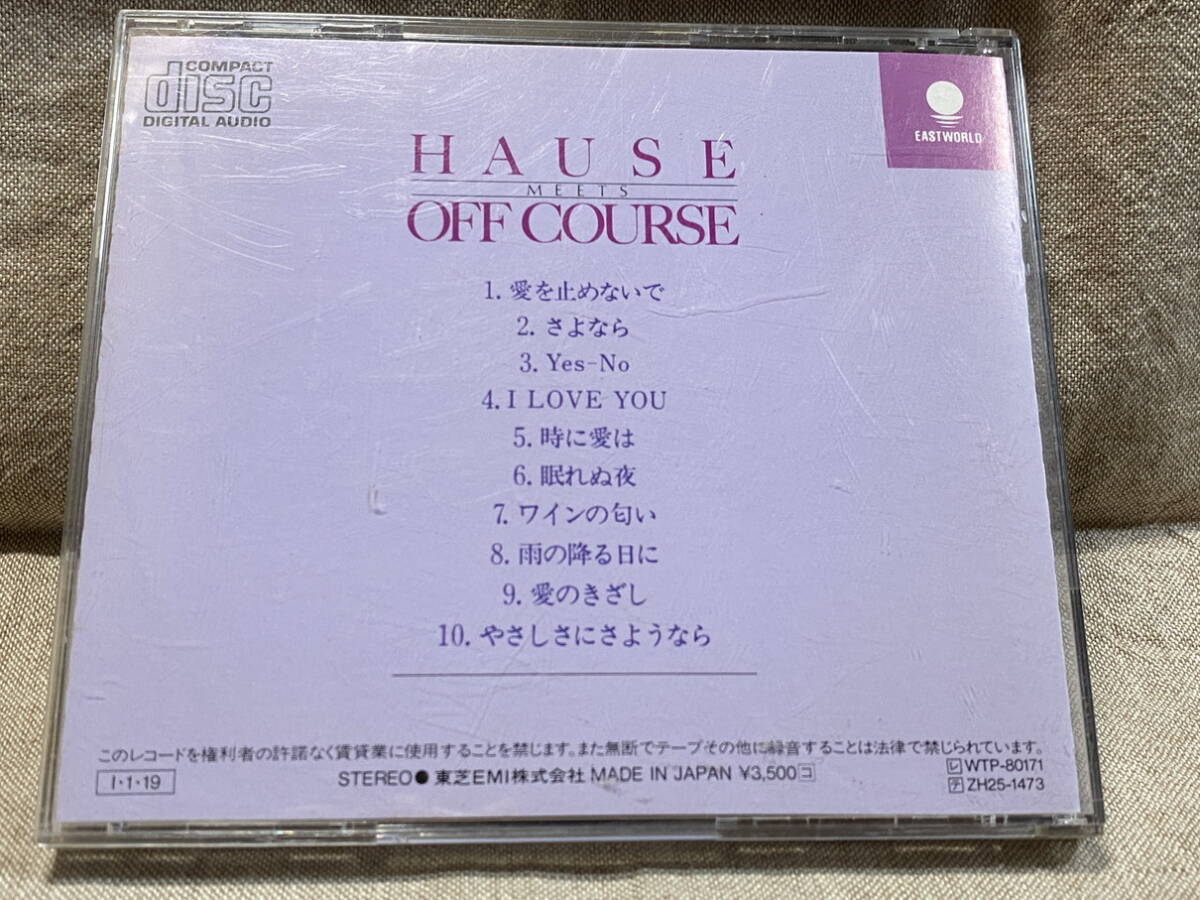 COMPACT
disc
DIGITAL AUDIO
EASTWORLD
HAUSE
MEETS
OFF COURSE
1. 愛を止めないで
2. さよなら
3. Yes-No
4. I LOVE YOU
5. 時に愛は
6. 眠れぬ夜
7. ワインの匂い
8. 雨の降る日に
9. 愛のきざし
10. やさしさにさようなら
このレコードを権利者の許諾なく賃貸業に使用することを禁じます。また無断でテープその他に録音することは法律で禁じられています。
I・1・19
STEREO● 東芝EMI株式会社 MADE IN JAPAN ¥3,500 コ
レ WTP-80171
テ ZH25-1473